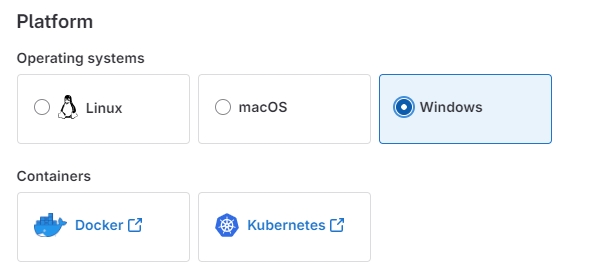 Platform
Operating systems
Linux macOS Windows
Containers
Docker Kubernetes